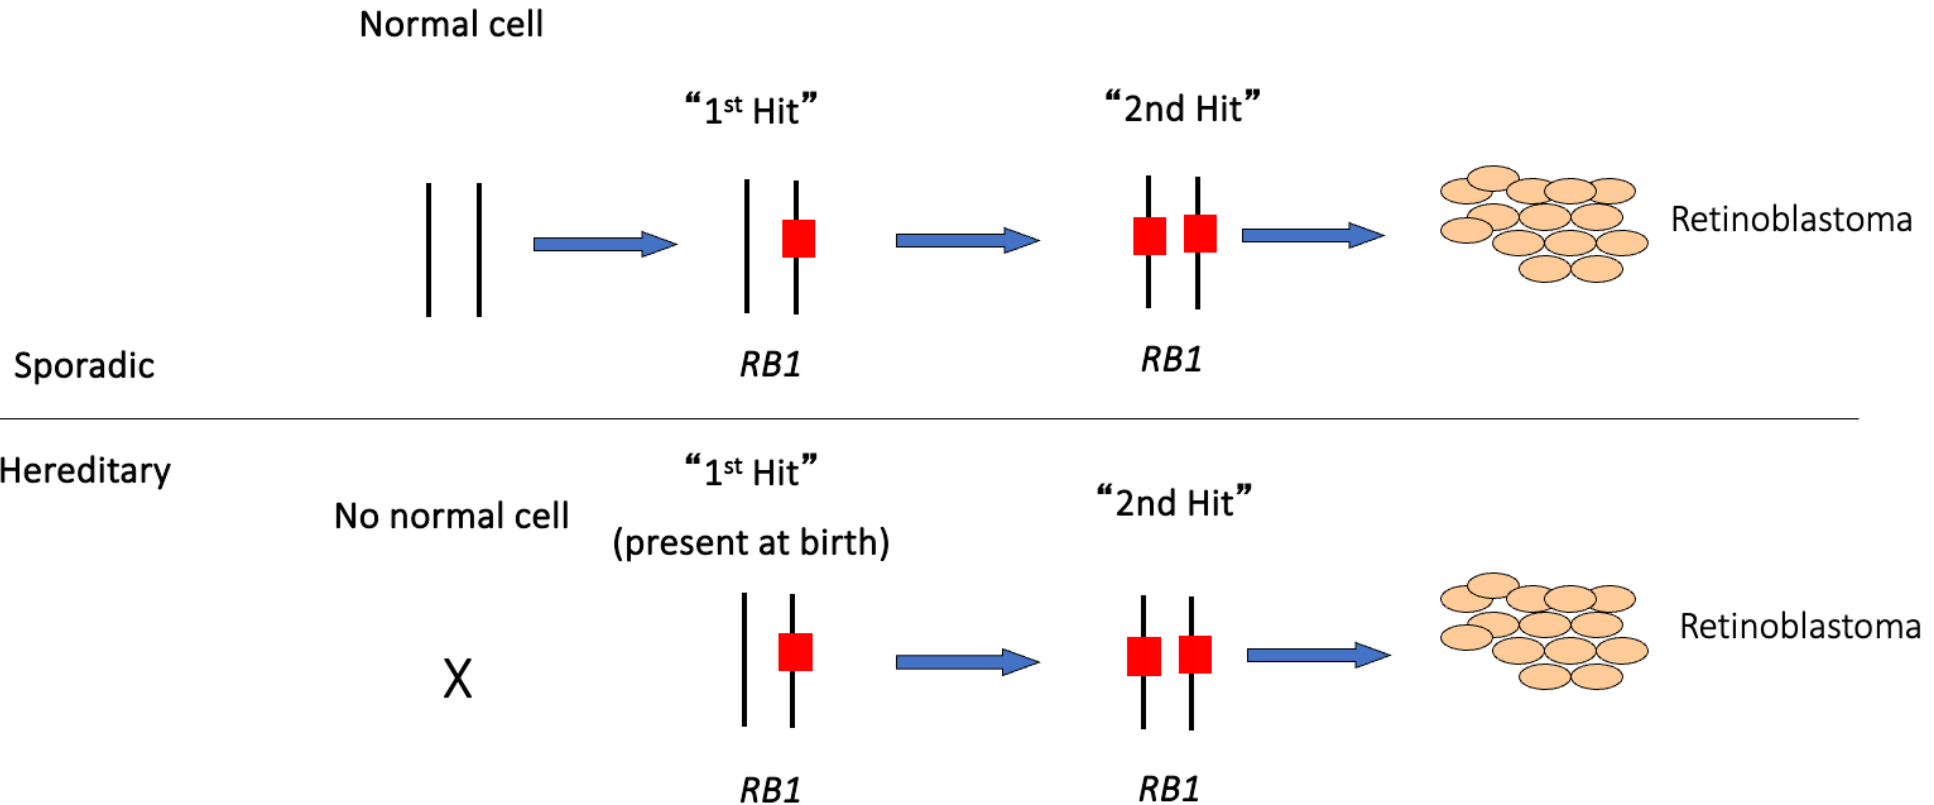 Normal cell
“1st Hit”
“2nd Hit”
Retinoblastoma
RB1
RB1
Sporadic
Hereditary
“1st Hit”
“2nd Hit”
No normal cell
(present at birth)
Retinoblastoma
X
RB1
RB1